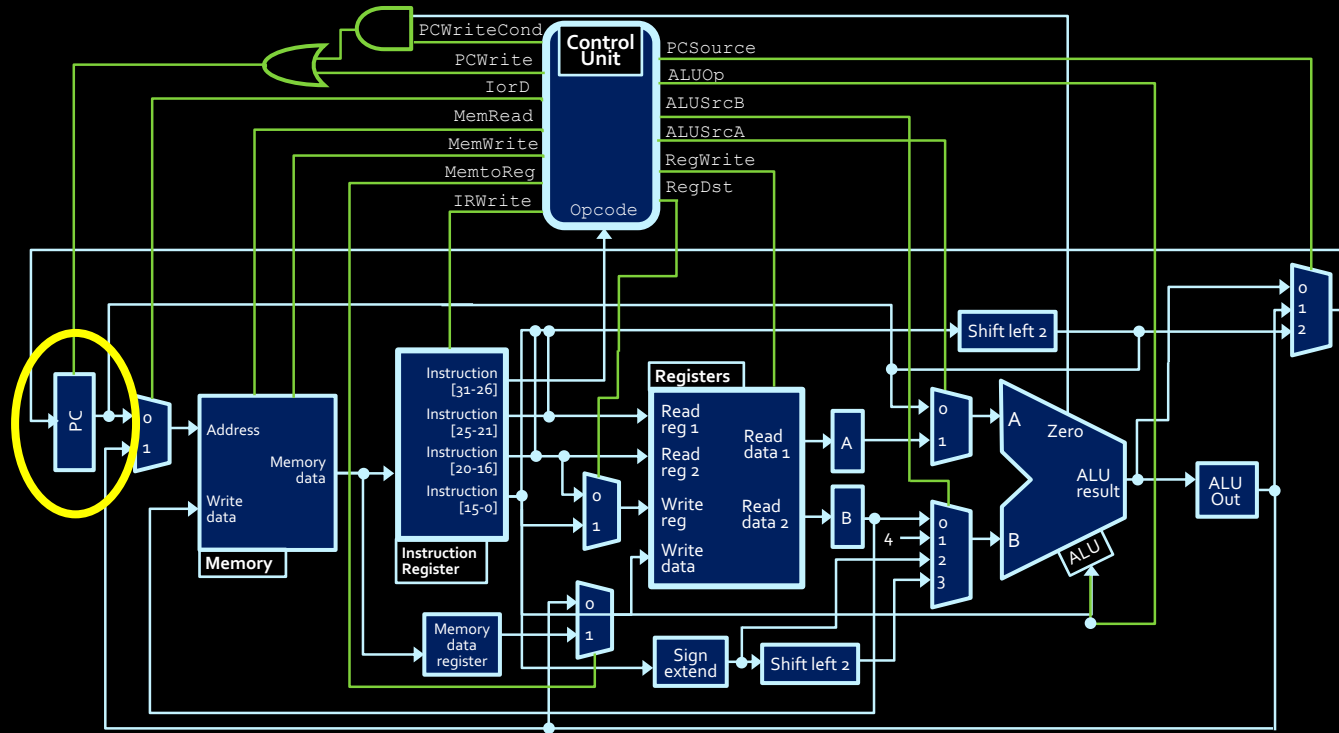 PCWriteCond
PCWrite
IorD
MemRead
MemWrite
MemtoReg
IRWrite
Control
Unit
Opcode
PCSource
ALUOp
ALUSrcB
ALUSrcA
RegWrite
RegDst
PC
0
1
Address
Memory
data
Write
data
Memory
Instruction
[31-26]
Instruction
[25-21]
Instruction
[20-16]
Instruction
[15-0]
Instruction
Register
Memory
data
register
0
1
0
1
Registers
Read
reg 1
Read
reg 2
Write
reg
Write
data
Read
data 1
Read
data 2
Sign
extend
Shift left 2
A
B
4
0
1
0
1
2
3
Shift left 2
A
B
Zero
ALU
result
ALU
ALU
Out
0
1
2